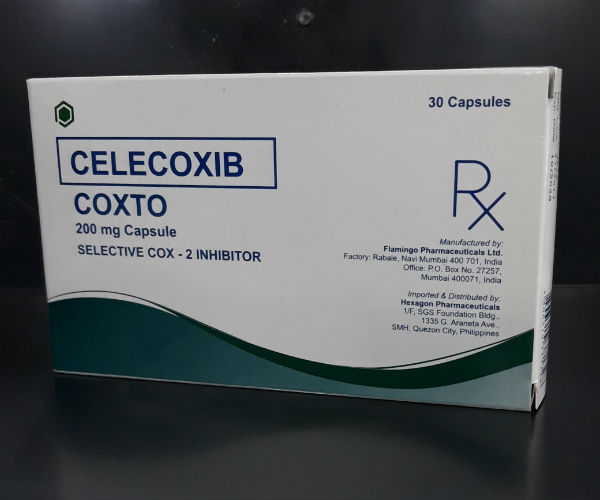 30 Capsules
CELECOXIB
COXTO
200 mg Capsule
SELECTIVE COX - 2 INHIBITOR
Rx
Manufactured by:
Flamingo Pharmaceuticals Ltd.
Factory: Rabale, Navi Mumbai 400 701, India
Office: P.O. Box No. 27257,
Mumbai 400071, India
Imported & Distributed by:
Hexagon Pharmaceuticals
1/F, SGS Foundation Bldg.,
1335 G. Araneta Ave.,
SMH, Quezon City, Philippines